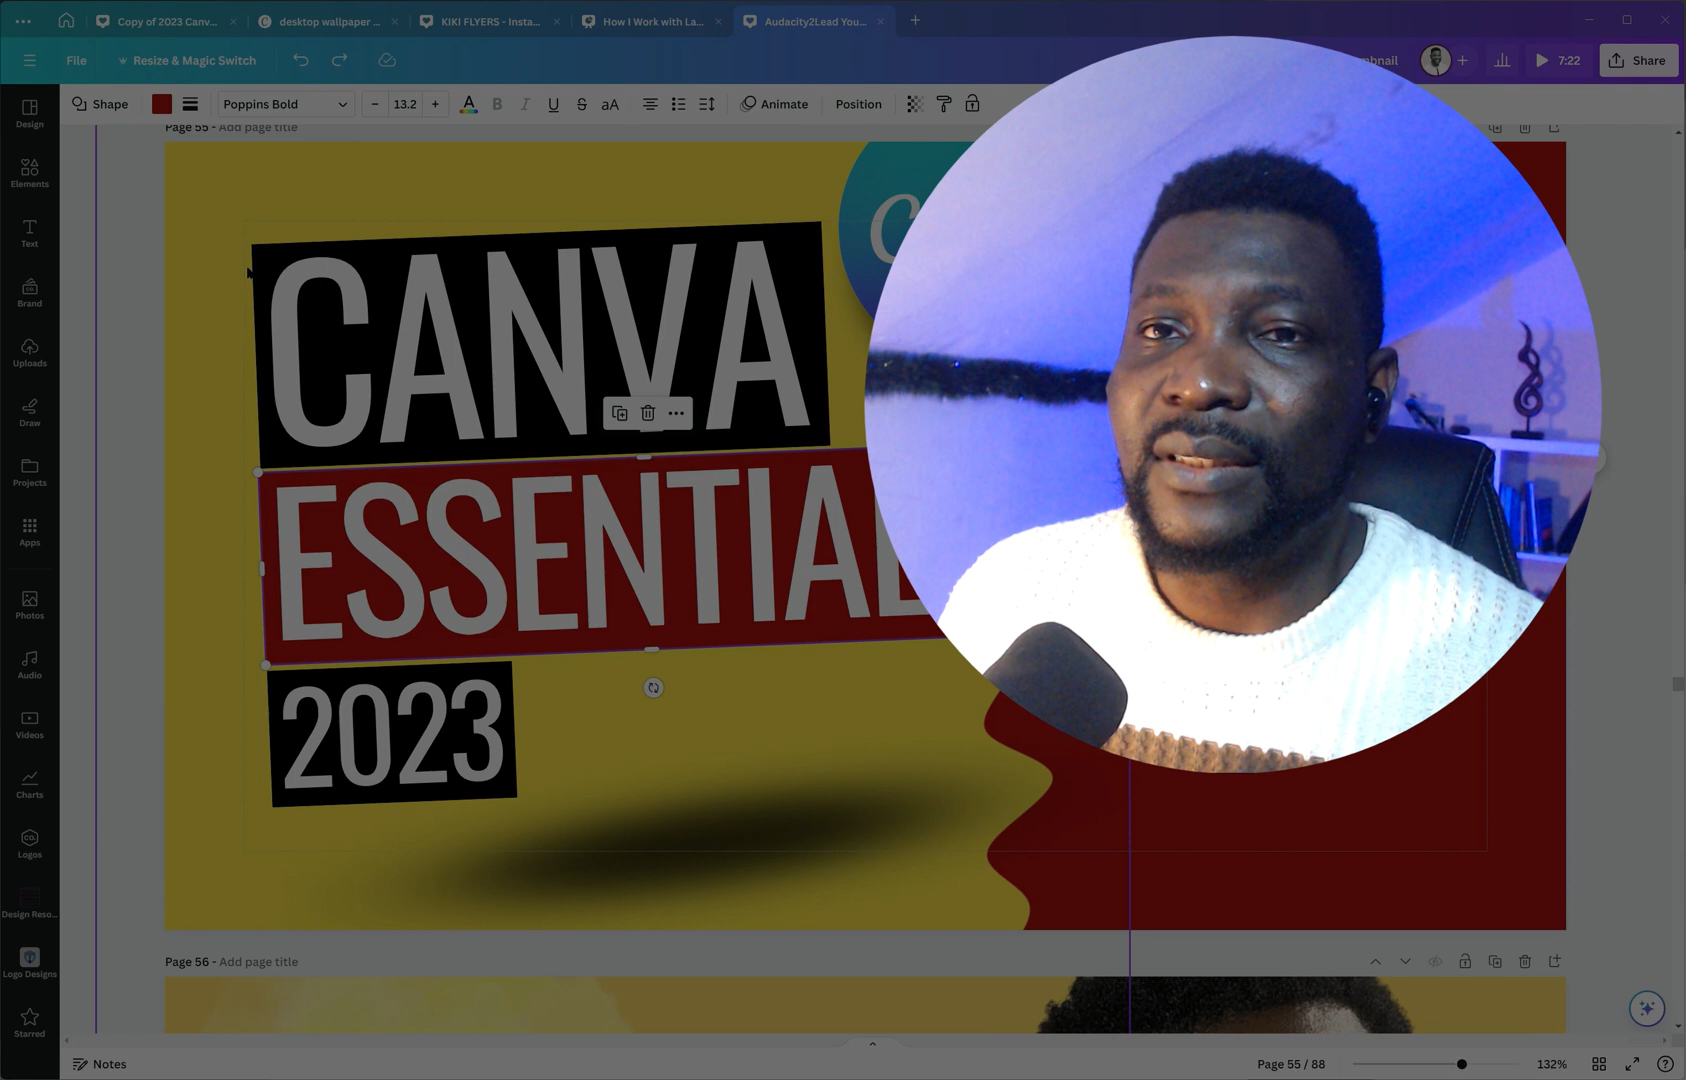 Copy of 2023 Canv...
desktop wallpaper ...
KIKI FLYERS - Insta...
How I Work with La...
Audacity2Lead You...
File
Resize & Magic Switch
mbnail
7:22
Share
Shape
Poppins Bold
13.2
A
B
I
U
S
aA
Animate
Position
Page 55 - Add page title
Design
Elements
Text
Brand
Uploads
Draw
Projects
Apps
Photos
Audio
Videos
Charts
Logos
Design Reso...
Logo Designs
Starred
C
CANVA
ESSENTIAL
2023
Page 56 - Add page title
Notes
Page 55 / 88
132%